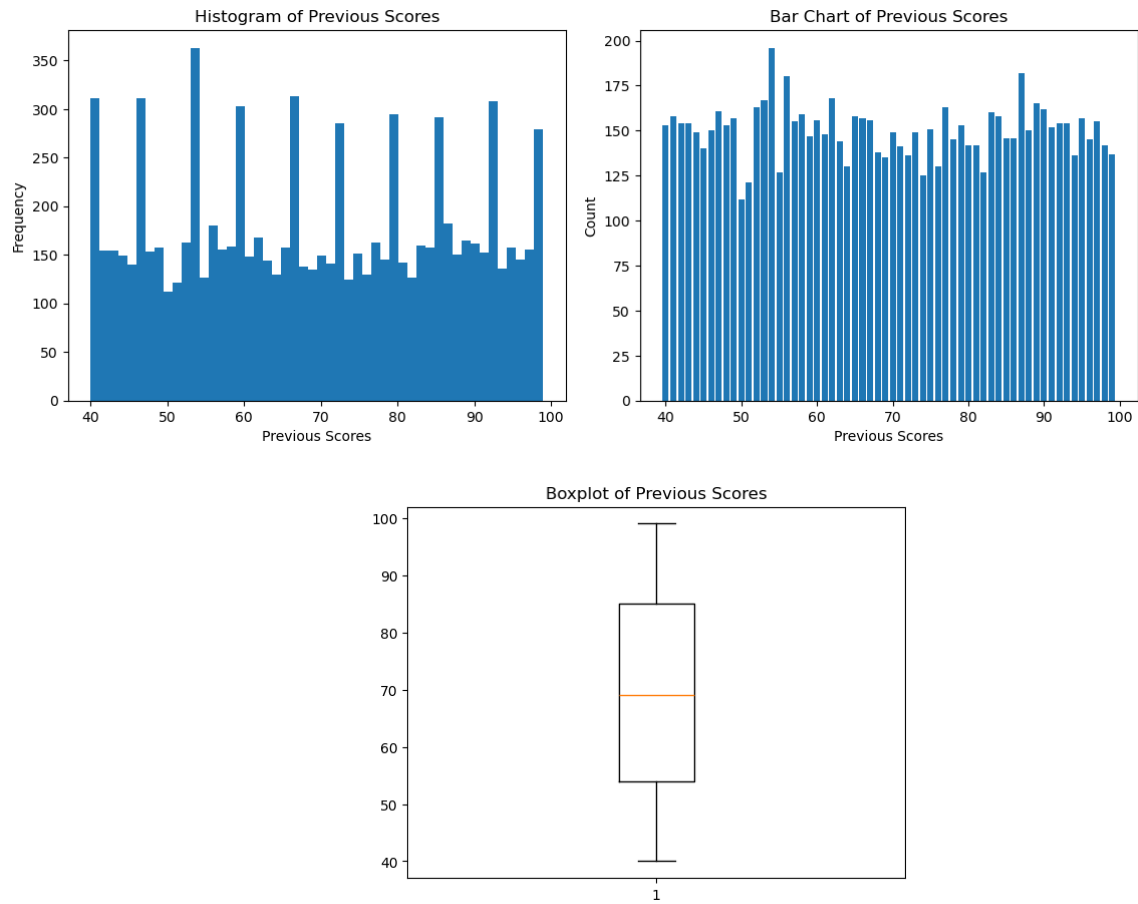 Histogram of Previous Scores
350
300
250
200
150
100
50
0
40 50 60 70 80 90 100
Frequency
Previous Scores
Bar Chart of Previous Scores
200
175
150
125
100
75
50
25
0
40 50 60 70 80 90 100
Count
Previous Scores
Boxplot of Previous Scores
100
90
80
70
60
50
40
1